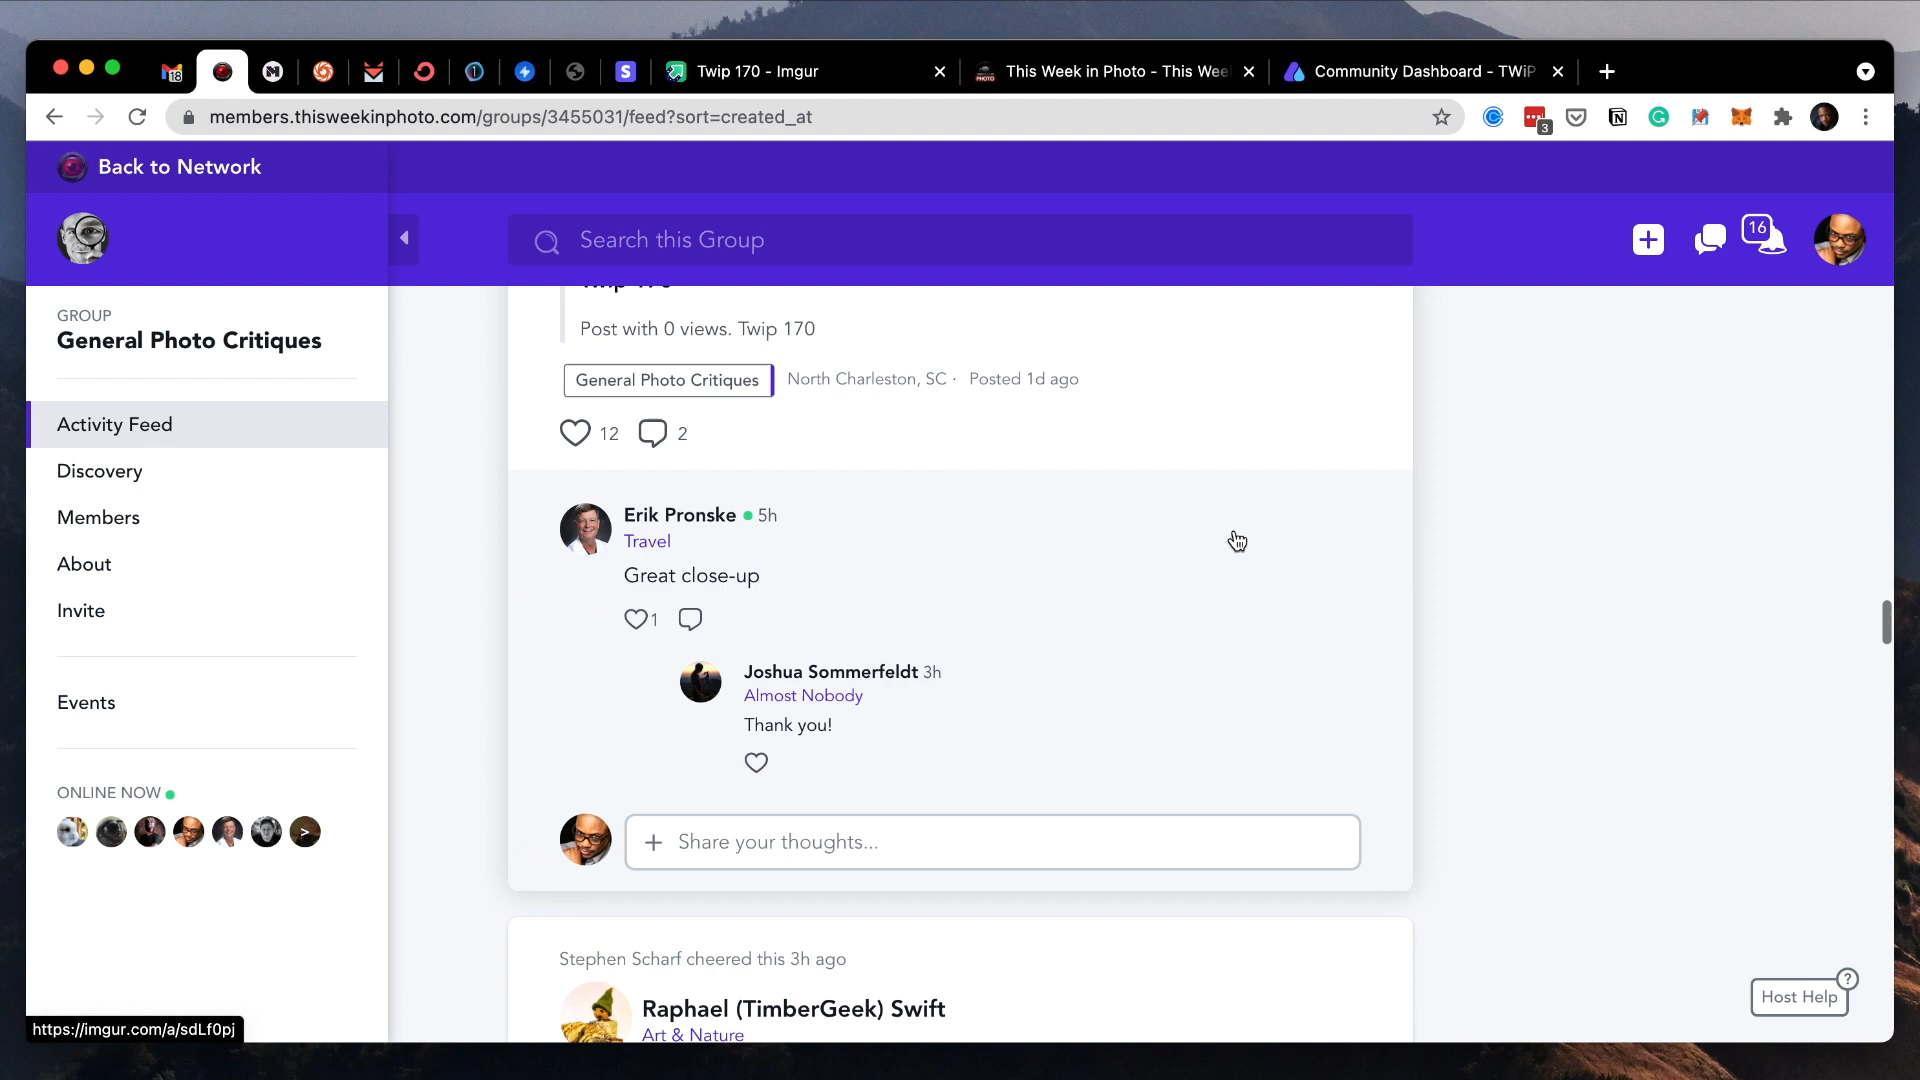 18
Twip 170 - Imgur
This Week in Photo - This Wee
Community Dashboard - TWiP
members.thisweekinphoto.com/groups/3455031/feed?sort=created_at
3
Back to Network
Search this Group
16
GROUP
General Photo Critiques
Activity Feed
Discovery
Members
About
Invite
Events
ONLINE NOW
Twip 170
Post with 0 views. Twip 170
General Photo Critiques
North Charleston, SC · Posted 1d ago
12 2
Erik Pronske 5h
Travel
Great close-up
1
Joshua Sommerfeldt 3h
Almost Nobody
Thank you!
+ Share your thoughts...
Stephen Scharf cheered this 3h ago
Raphael (TimberGeek) Swift
Art & Nature
Host Help
?
https://imgur.com/a/sdLf0pj